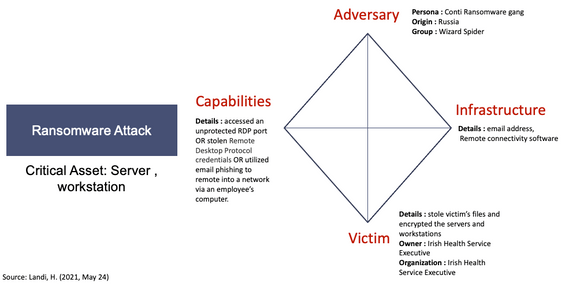 Adversary
Persona : Conti Ransomware gang
Origin : Russia
Group : Wizard Spider
Capabilities
Details : accessed an
unprotected RDP port
OR stolen Remote
Desktop Protocol
credentials OR utilized
email phishing to
remote into a network
via an employee's
computer.
Infrastructure
Details : email address,
Remote connectivity software
Ransomware Attack
Critical Asset: Server ,
workstation
Victim
Details : stole victim's files and
encrypted the servers and
workstations
Owner : Irish Health Service
Executive
Organization : Irish Health
Service Executive
Source: Landi, H. (2021, May 24)